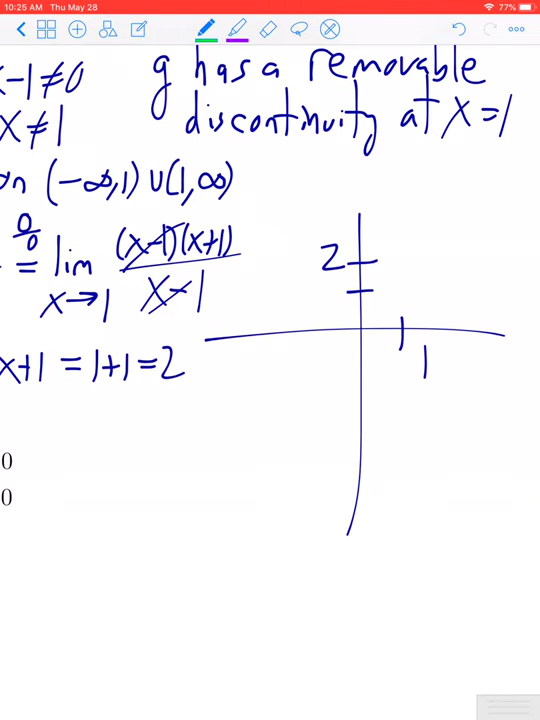 10:25 AM Thu May 28
77%
x-1≠0
x≠1
g has a removable
discontinuity at x=1
on (-∞,1) ∪ (1,∞)
0/0
= lim x→1 (x-1)(x+1)/x-1
x+1 = 1+1=2
2
1
0
0